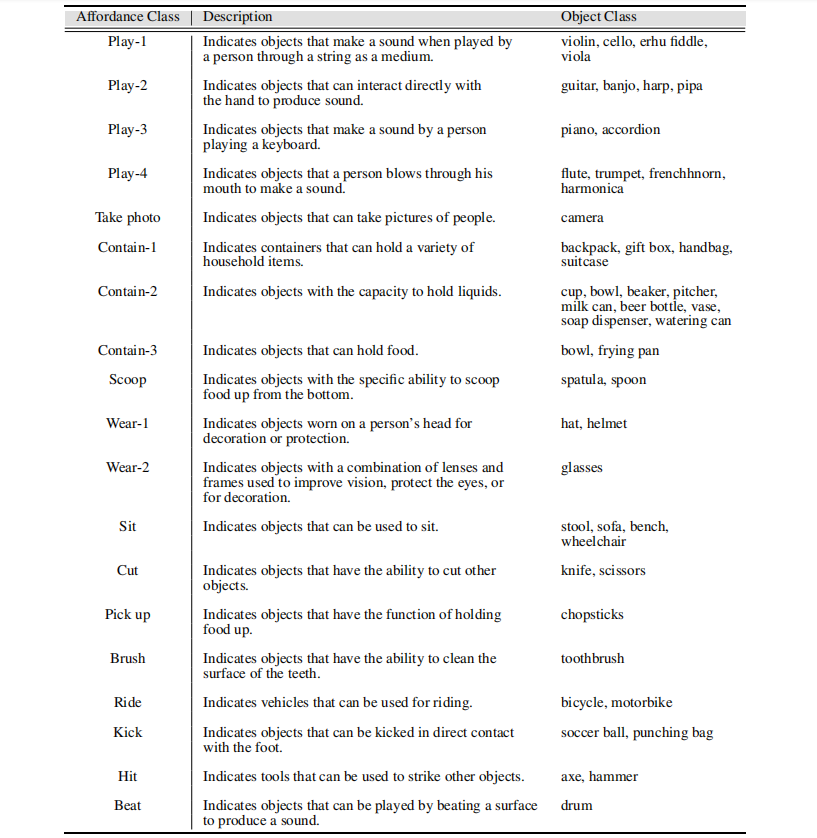 Affordance Class Description Object Class
Play-1 Indicates objects that make a sound when played by violin, cello, erhu fiddle,
a person through a string as a medium. viola
Play-2 Indicates objects that can interact directly with guitar, banjo, harp, pipa
the hand to produce sound.
Play-3 Indicates objects that make a sound by a person piano, accordion
playing a keyboard.
Play-4 Indicates objects that a person blows through his flute, trumpet, frenchhnorn,
mouth to make a sound. harmonica
Take photo Indicates objects that can take pictures of people. camera
Contain-1 Indicates containers that can hold a variety of backpack, gift box, handbag,
household items. suitcase
Contain-2 Indicates objects with the capacity to hold liquids. cup, bowl, beaker, pitcher,
milk can, beer bottle, vase,
soap dispenser, watering can
Contain-3 Indicates objects that can hold food. bowl, frying pan
Scoop Indicates objects with the specific ability to scoop spatula, spoon
food up from the bottom.
Wear-1 Indicates objects worn on a person's head for hat, helmet
decoration or protection.
Wear-2 Indicates objects with a combination of lenses and glasses
frames used to improve vision, protect the eyes, or
for decoration.
Sit Indicates objects that can be used to sit. stool, sofa, bench,
wheelchair
Cut Indicates objects that have the ability to cut other knife, scissors
objects.
Pick up Indicates objects that have the function of holding chopsticks
food up.
Brush Indicates objects that have the ability to clean the toothbrush
surface of the teeth.
Ride Indicates vehicles that can be used for riding. bicycle, motorbike
Kick Indicates objects that can be kicked in direct contact soccer ball, punching bag
with the foot.
Hit Indicates tools that can be used to strike other objects. axe, hammer
Beat Indicates objects that can be played by beating a surface drum
to produce a sound.